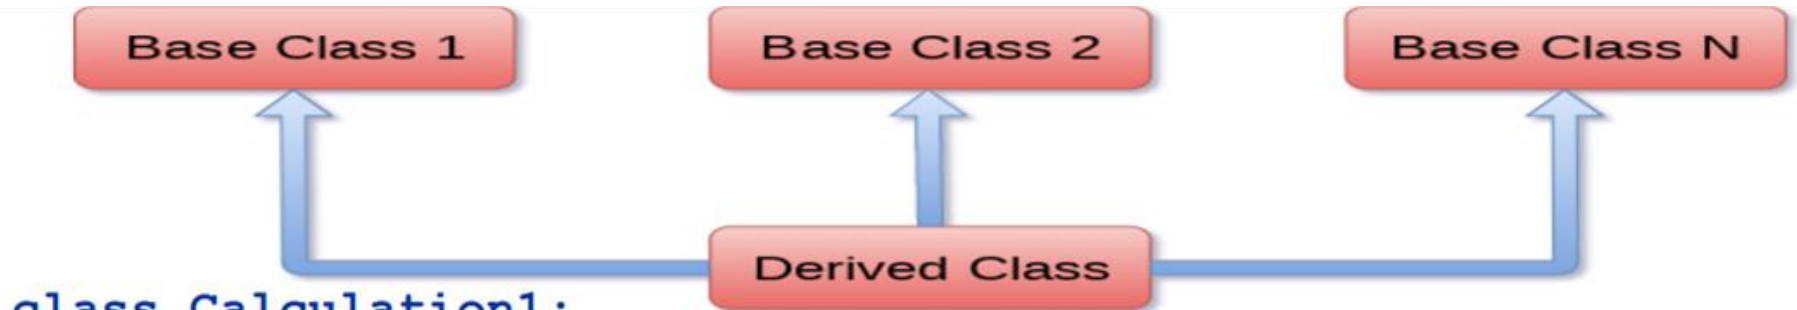 Base Class 1
Base Class 2
Base Class N
Derived Class
class Calculation1: